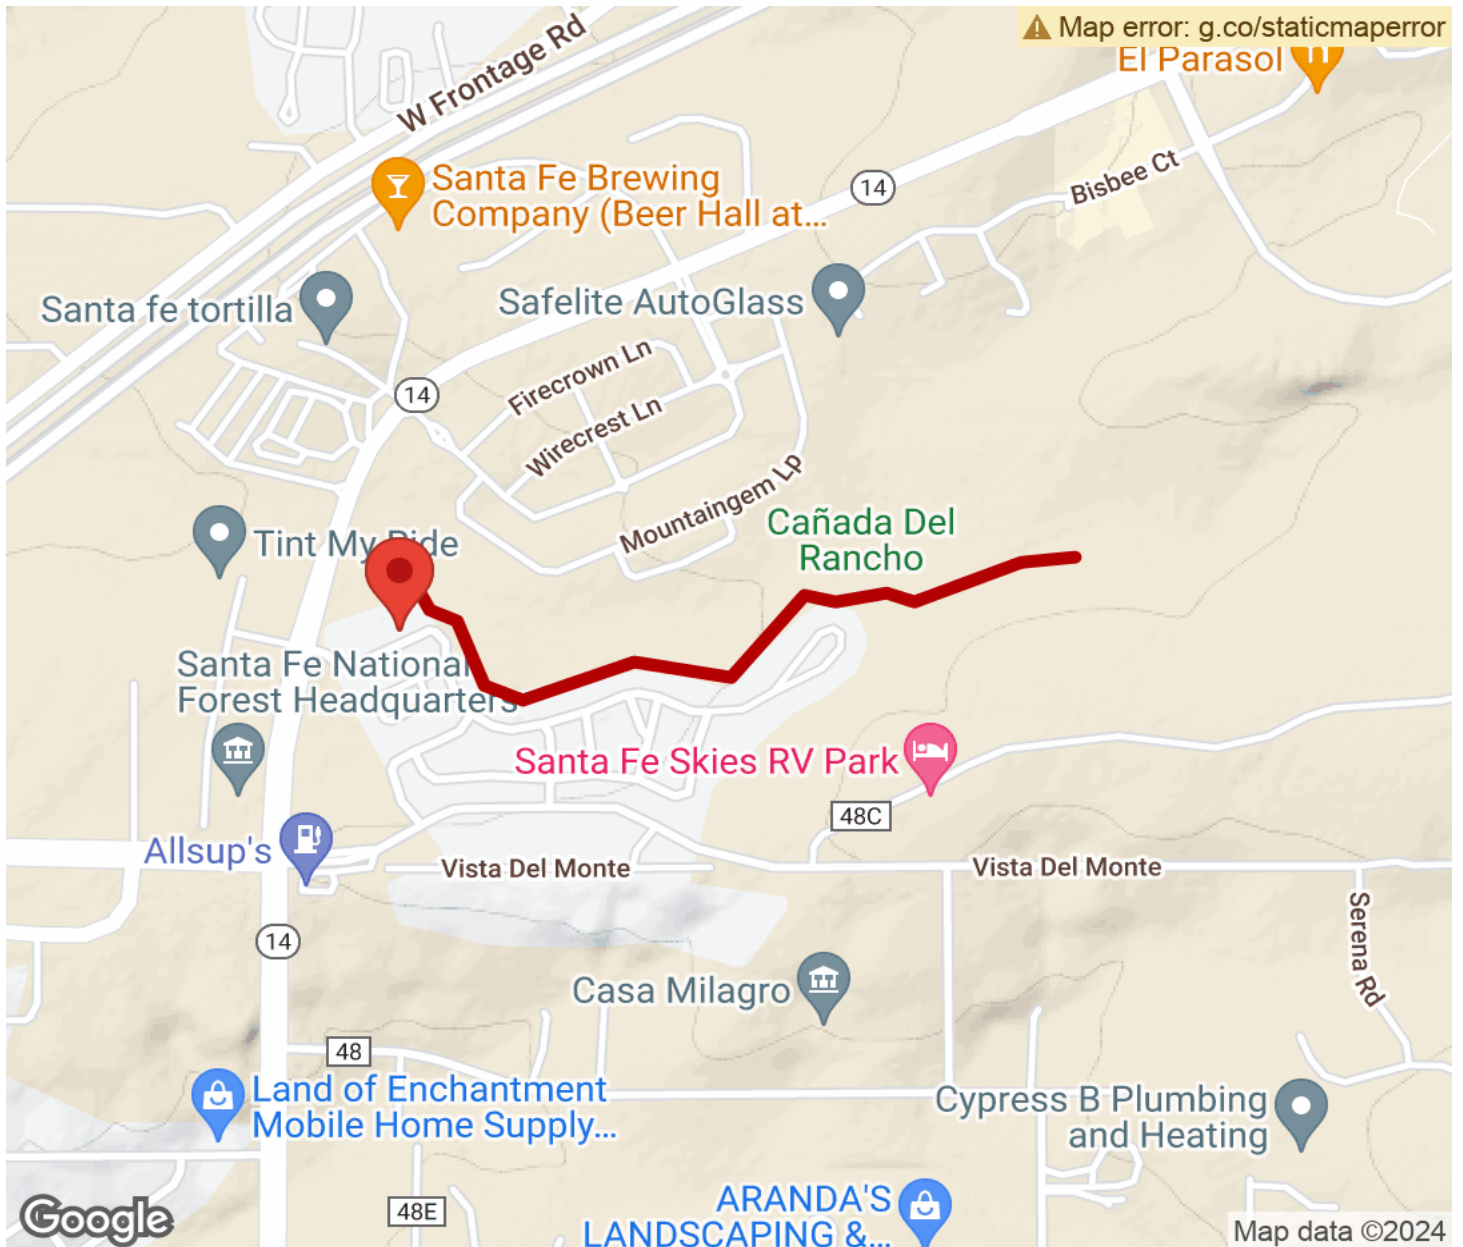 Map error: g.co/staticmaperror
W Frontage Rd
El Parasol
Bisbee Ct
Santa Fe Brewing
Company (Beer Hall at...
14
Santa fe tortilla
Safelite AutoGlass
Firecrown Ln
14
Wirecrest Ln
Mountaingem Lp
Cañada Del
Rancho
Tint My Ride
Santa Fe National
Forest Headquarters
Santa Fe Skies RV Park
48C
Allsup's
Vista Del Monte
Vista Del Monte
Serena Rd
14
Casa Milagro
48
Land of Enchantment
Mobile Home Supply...
Cypress B Plumbing
and Heating
48E
ARANDA'S
LANDSCAPING &...
Google
Map data ©2024